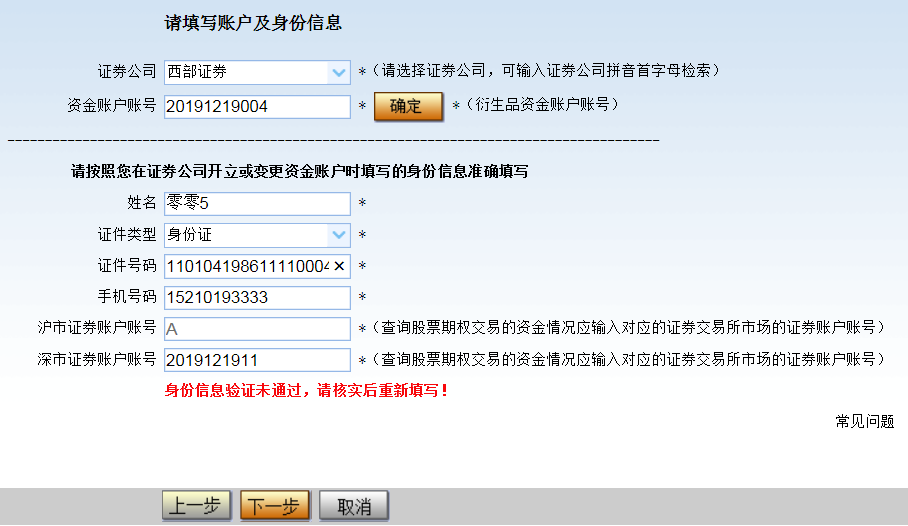 请填写账户及身份信息
证券公司 西部证券 *（请选择证券公司，可输入证券公司拼音首字母检索）
资金账户账号 20191219004 * 确定 *（衍生品资金账户账号）
请按照您在证券公司开立或变更资金账户时填写的身份信息准确填写
姓名 零零5 *
证件类型 身份证 *
证件号码 110104198611110004 × *
手机号码 15210193333 *
沪市证券账户账号 A *（查询股票期权交易的资金情况应输入对应的证券交易所市场的证券账户账号）
深市证券账户账号 2019121911 *（查询股票期权交易的资金情况应输入对应的证券交易所市场的证券账户账号）
身份信息验证未通过，请核实后重新填写！
常见问题
上一步 下一步 取消